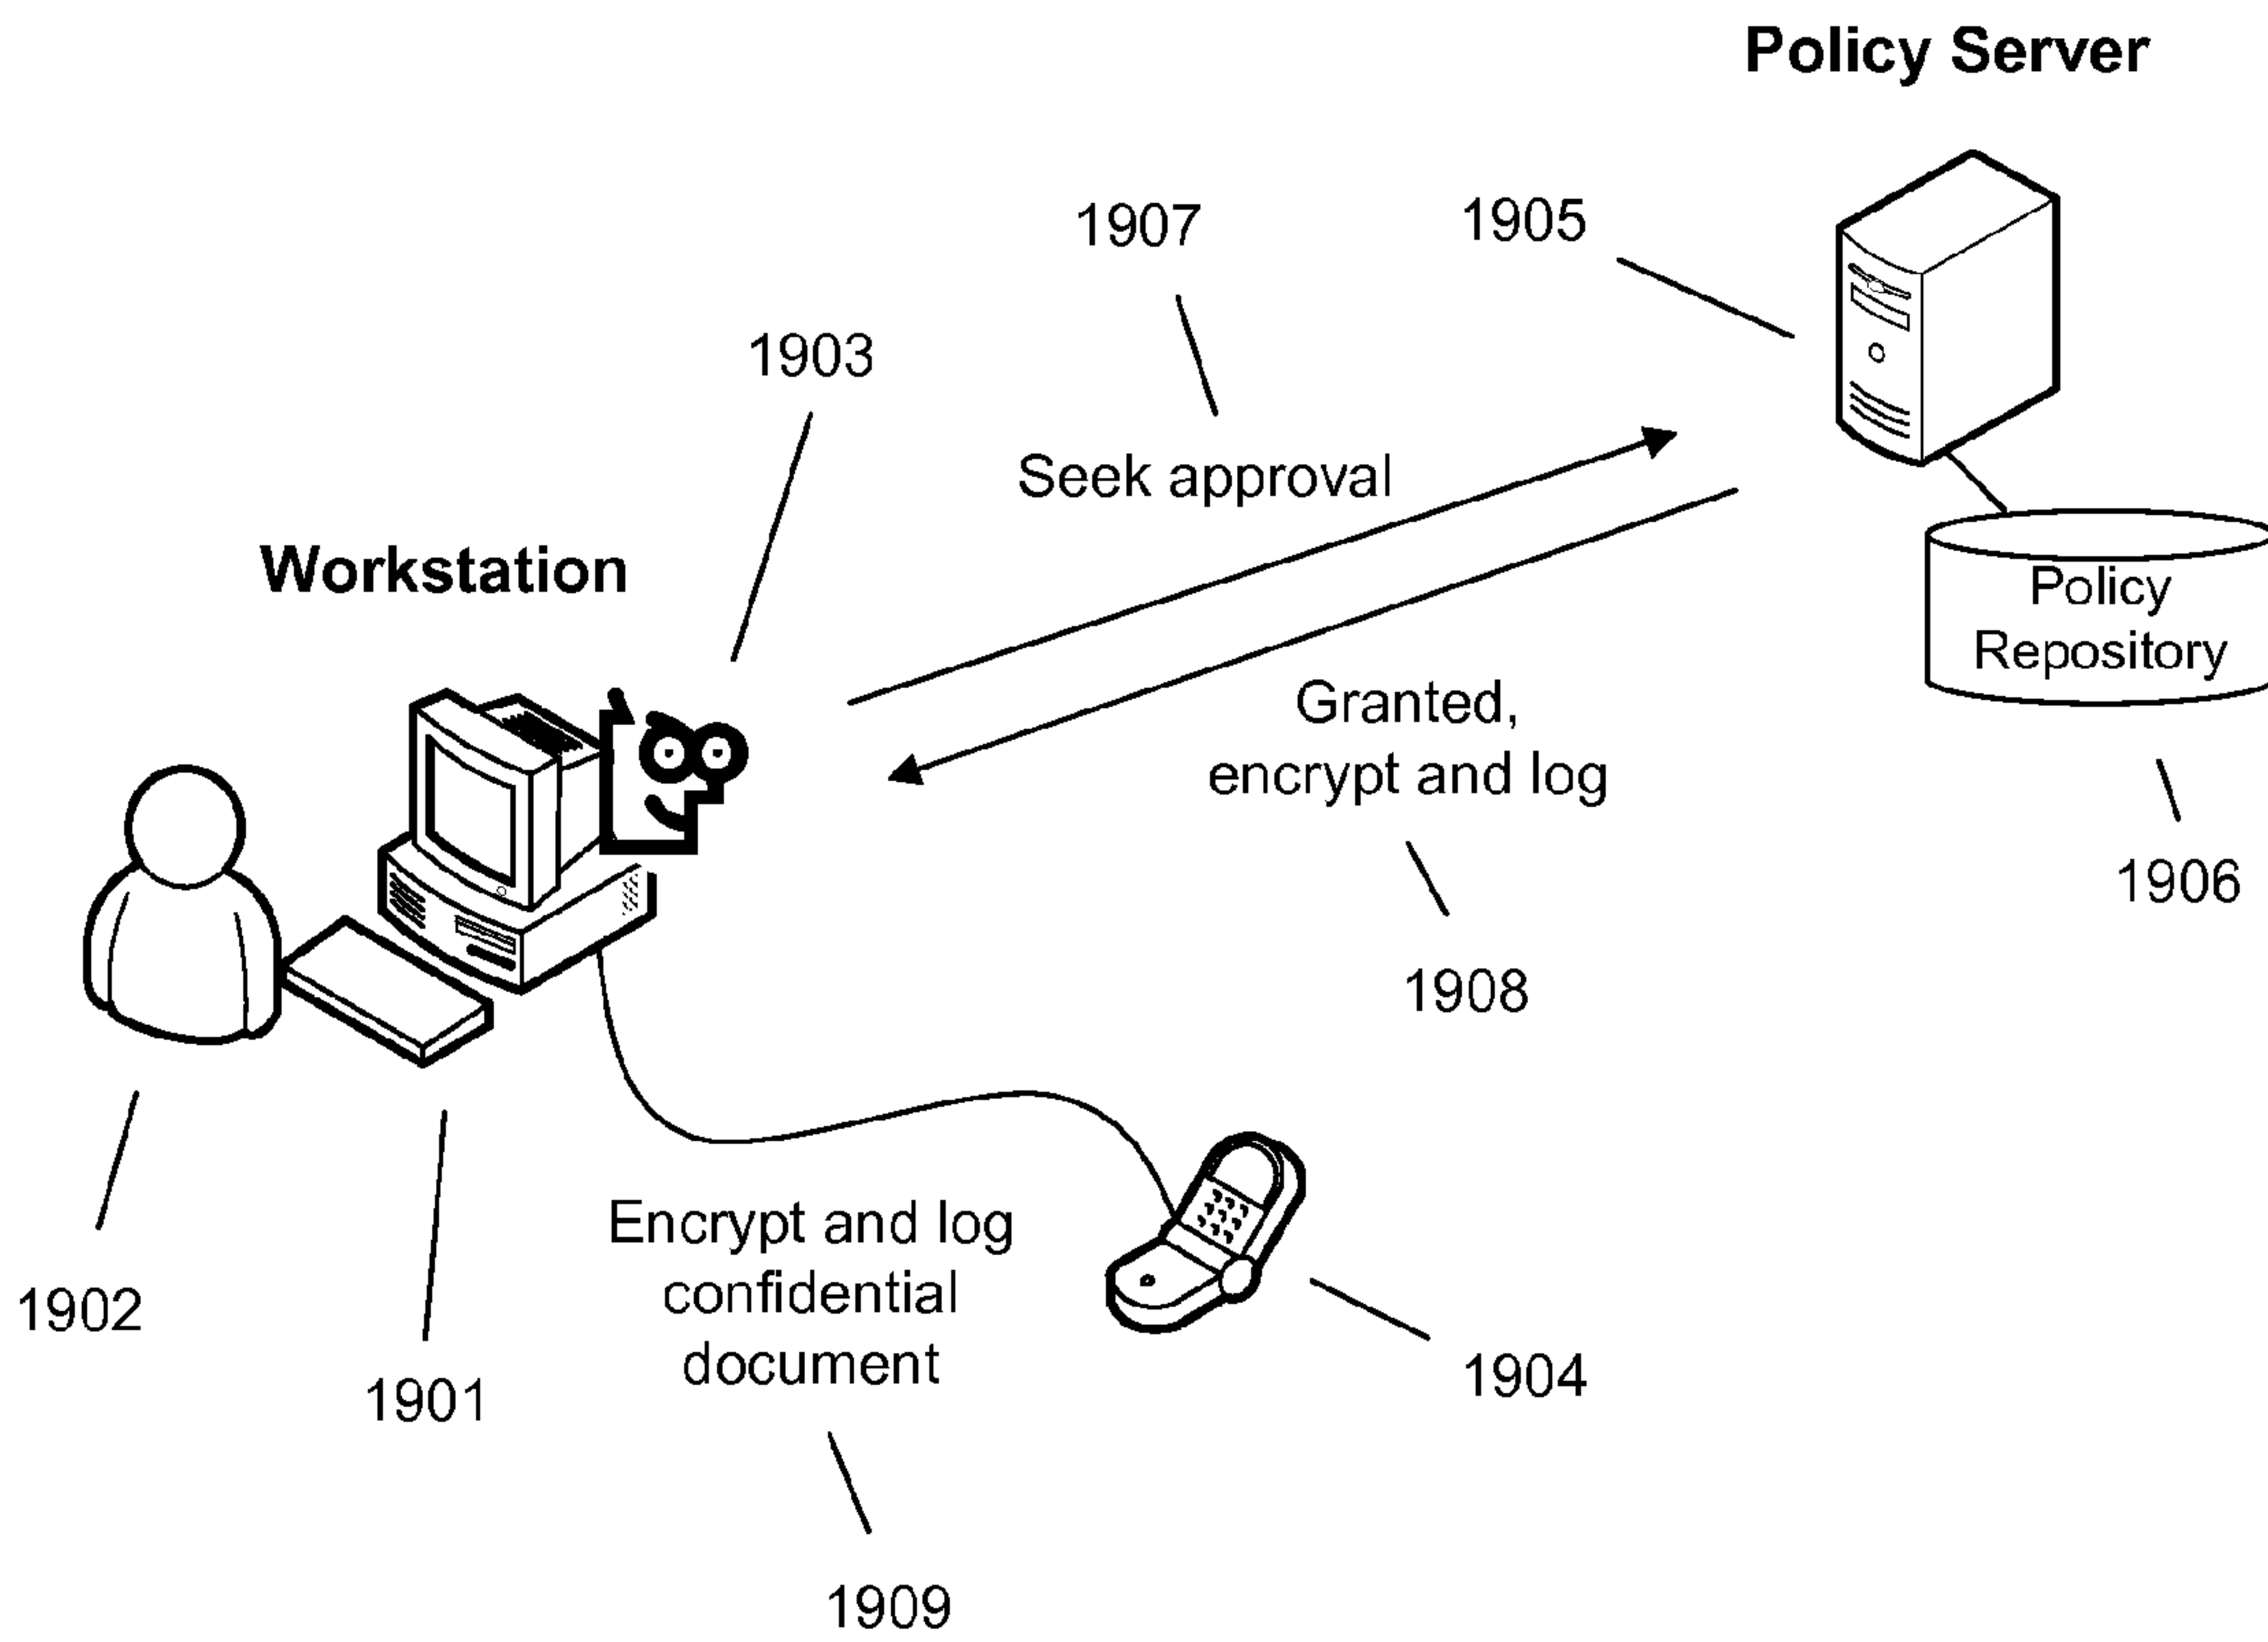 Policy Server
1907
1905
1903
Seek approval
Workstation
Policy
Repository
Granted,
encrypt and log
1906
1908
Encrypt and log
confidential
document
1902
1901
1904
1909